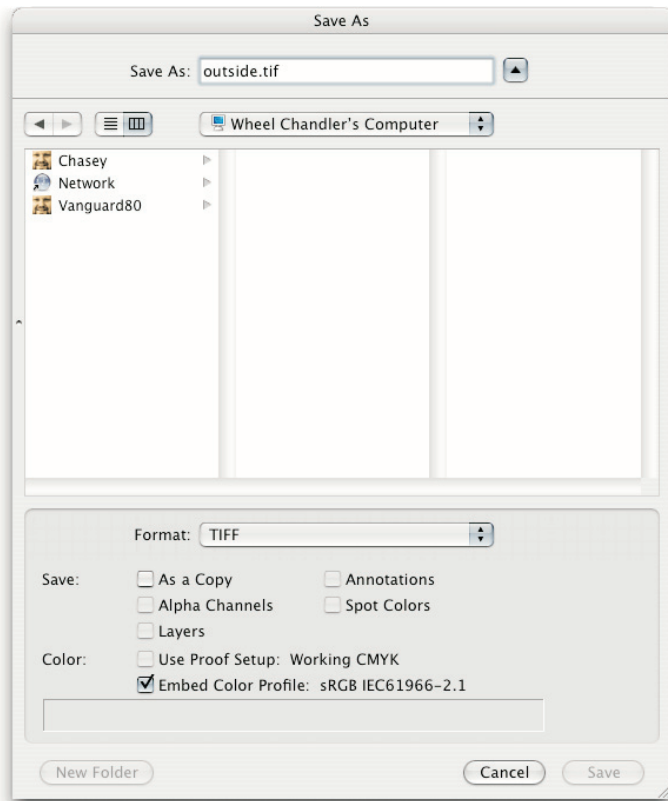 Save As
Save As: outside.tif
Wheel Chandler's Computer
Chasey
Network
Vanguard80
Format: TIFF
Save: As a Copy Annotations
Alpha Channels Spot Colors
Layers
Color: Use Proof Setup: Working CMYK
Embed Color Profile: sRGB IEC61966-2.1
New Folder Cancel Save